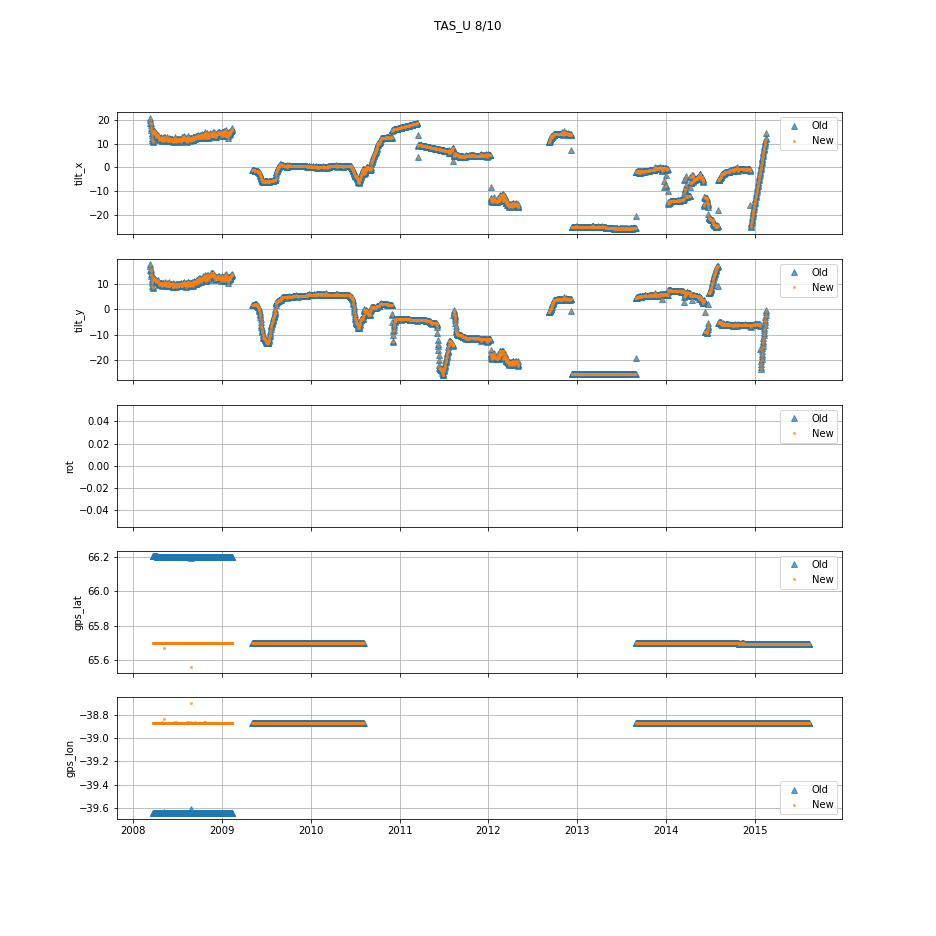 TAS_U 8/10
20
10
0
−10
−20
tilt_x
Old
New
10
0
−10
−20
tilt_y
Old
New
0.04
0.02
0.00
−0.02
−0.04
rot
Old
New
66.2
66.0
65.8
65.6
gps_lat
Old
New
−38.8
−39.0
−39.2
−39.4
−39.6
gps_lon
Old
New
2008 2009 2010 2011 2012 2013 2014 2015